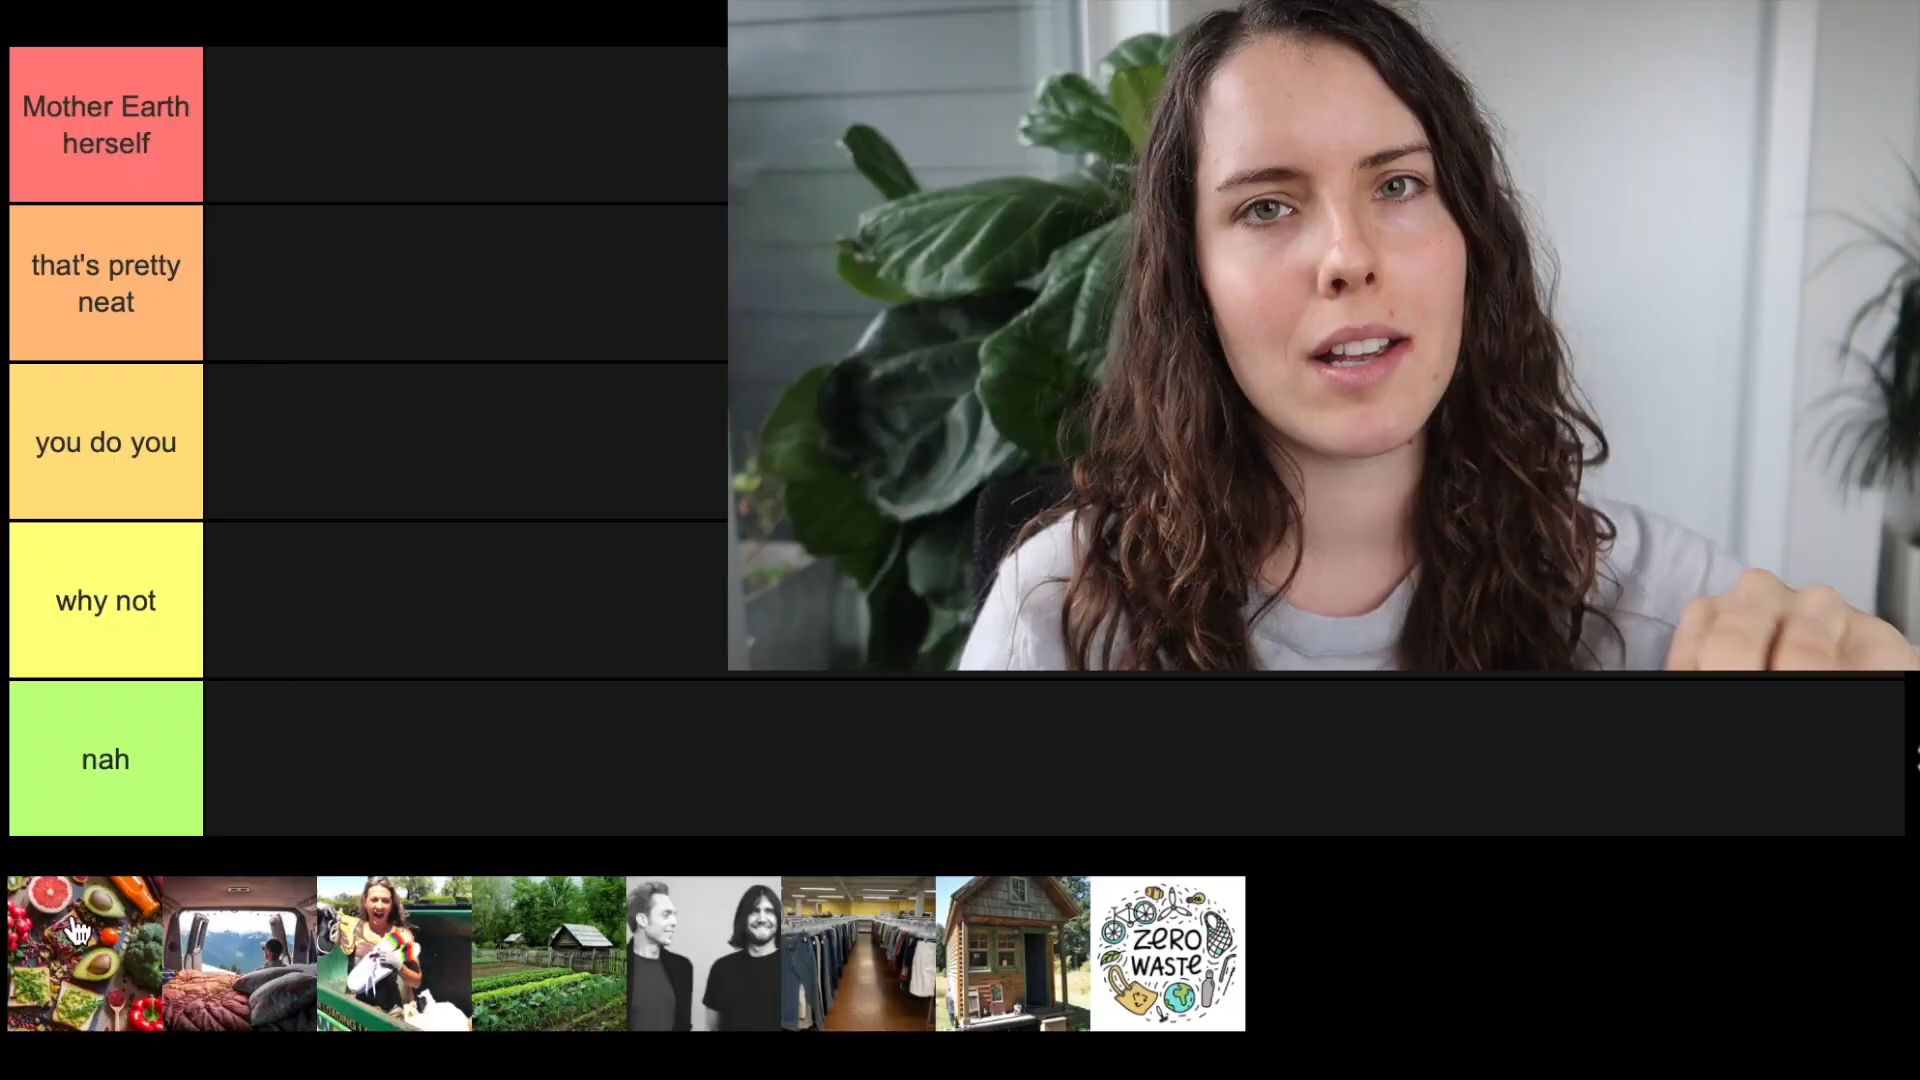 Mother Earth
herself
that's pretty
neat
you do you
why not
nah
ZERO
WASTE